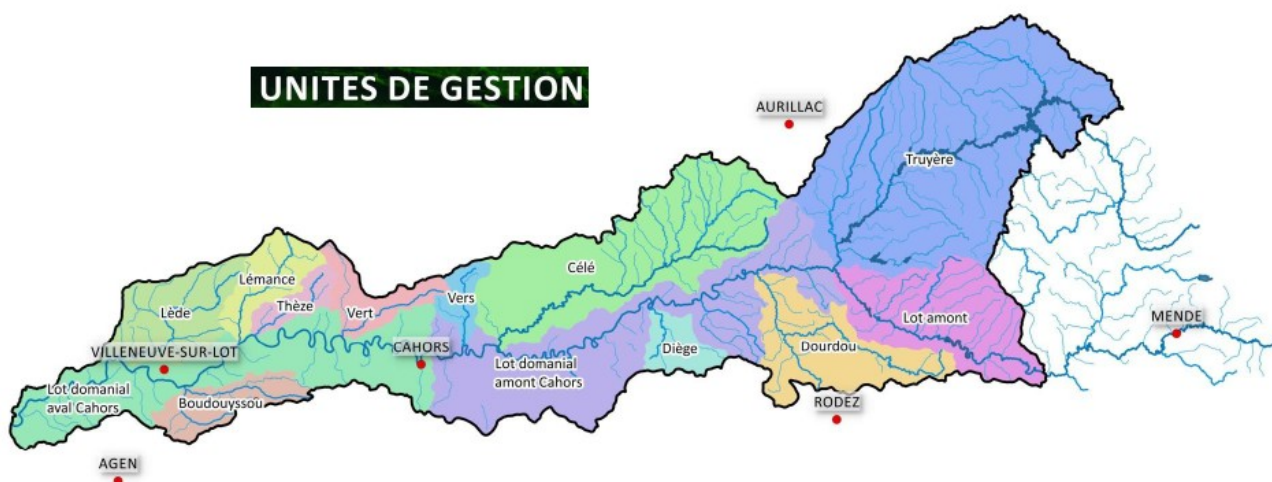 UNITES DE GESTION
AURILLAC
Truyère
Célé
Lémance
Thèze
Vers
Lède
Vert
Lot amont
MENDE
VILLENEUVE-SUR-LOT
CAHORS
Diège
Dourdou
Lot domanial
amont Cahors
Lot domanial
aval Cahors
Boudouyssou
RODEZ
AGEN